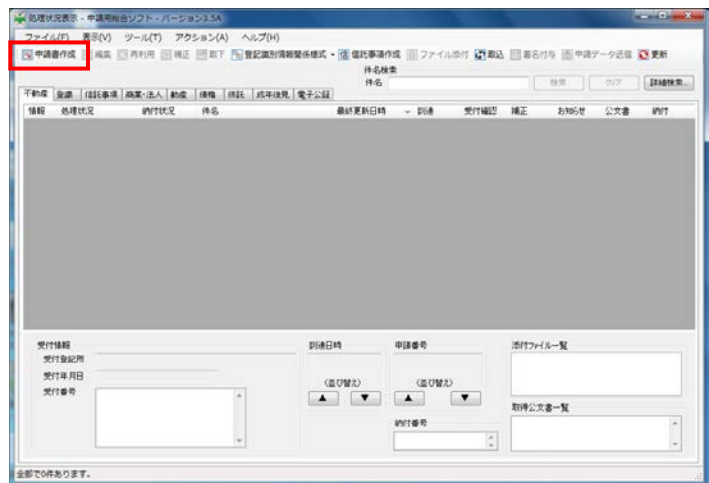 処理状況表示 - 申請用総合ソフト - バージョン3.5A
ファイル(F) 表示(V) ツール(T) アクション(A) ヘルプ(H)
申請書作成 編集 再利用 補正 取下 登記識別情報関係様式 信託事項作成 ファイル添付 取込 署名付与 申請データ送信 更新
件名検索
件名 検索 クリア 詳細検索...
不動産 登録 信託事項 商業・法人 動産 債権 供託 成年後見 電子公証
情報 処理状況 納付状況 件名 最終更新日時 到達 受付確認 補正 お知らせ 公文書 納付
受付情報 到達日時 申請番号 添付ファイル一覧
受付登記所
受付年月日
(並び替え) (並び替え)
受付番号
▲ ▼ ▲ ▼
取得公文書一覧
納付番号
全部で0件あります。